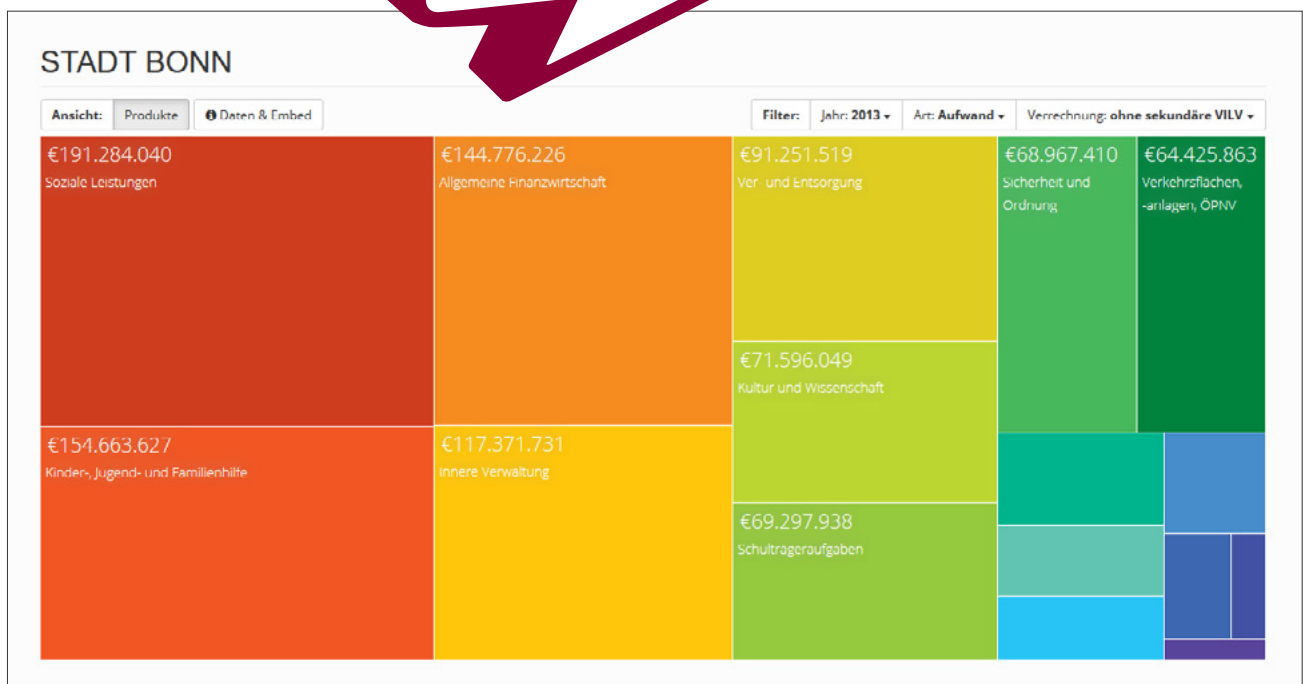 STADT BONN
Ansicht: Produkte Daten & Embed Filter: Jahr: 2013 Art: Aufwand Verrechnung: ohne sekundäre VILV
€191.284.040
Soziale Leistungen
€144.776.226
Allgemeine Finanzwirtschaft
€91.251.519
Ver- und Entsorgung
€68.967.410
Sicherheit und
Ordnung
€64.425.863
Verkehrsflächen,
-anlagen, ÖPNV
€71.596.049
Kultur und Wissenschaft
€154.663.627
Kinder-, Jugend- und Familienhilfe
€117.371.731
Innere Verwaltung
€69.297.938
Schulträgeraufgaben